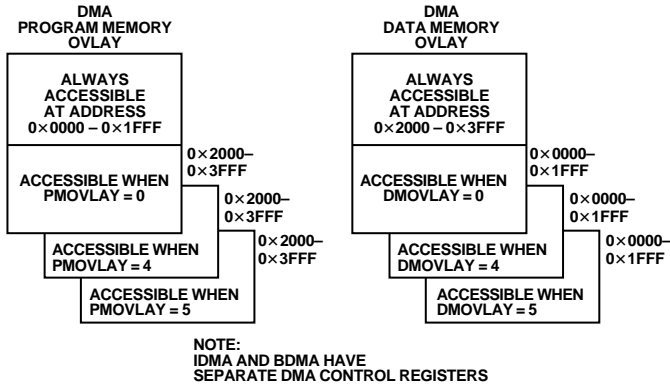 DMA
PROGRAM MEMORY
OVLAY
ALWAYS
ACCESSIBLE
AT ADDRESS
0×0000 – 0×1FFF
0×2000–
0×3FFF
ACCESSIBLE WHEN
PMOVLAY = 0
0×2000–
0×3FFF
0×2000–
0×3FFF
ACCESSIBLE WHEN
PMOVLAY = 4
ACCESSIBLE WHEN
PMOVLAY = 5
DMA
DATA MEMORY
OVLAY
ALWAYS
ACCESSIBLE
AT ADDRESS
0×2000 – 0×3FFF
0×0000–
0×1FFF
ACCESSIBLE WHEN
DMOVLAY = 0
0×0000–
0×1FFF
0×0000–
0×1FFF
ACCESSIBLE WHEN
DMOVLAY = 4
ACCESSIBLE WHEN
DMOVLAY = 5
NOTE:
IDMA AND BDMA HAVE
SEPARATE DMA CONTROL REGISTERS